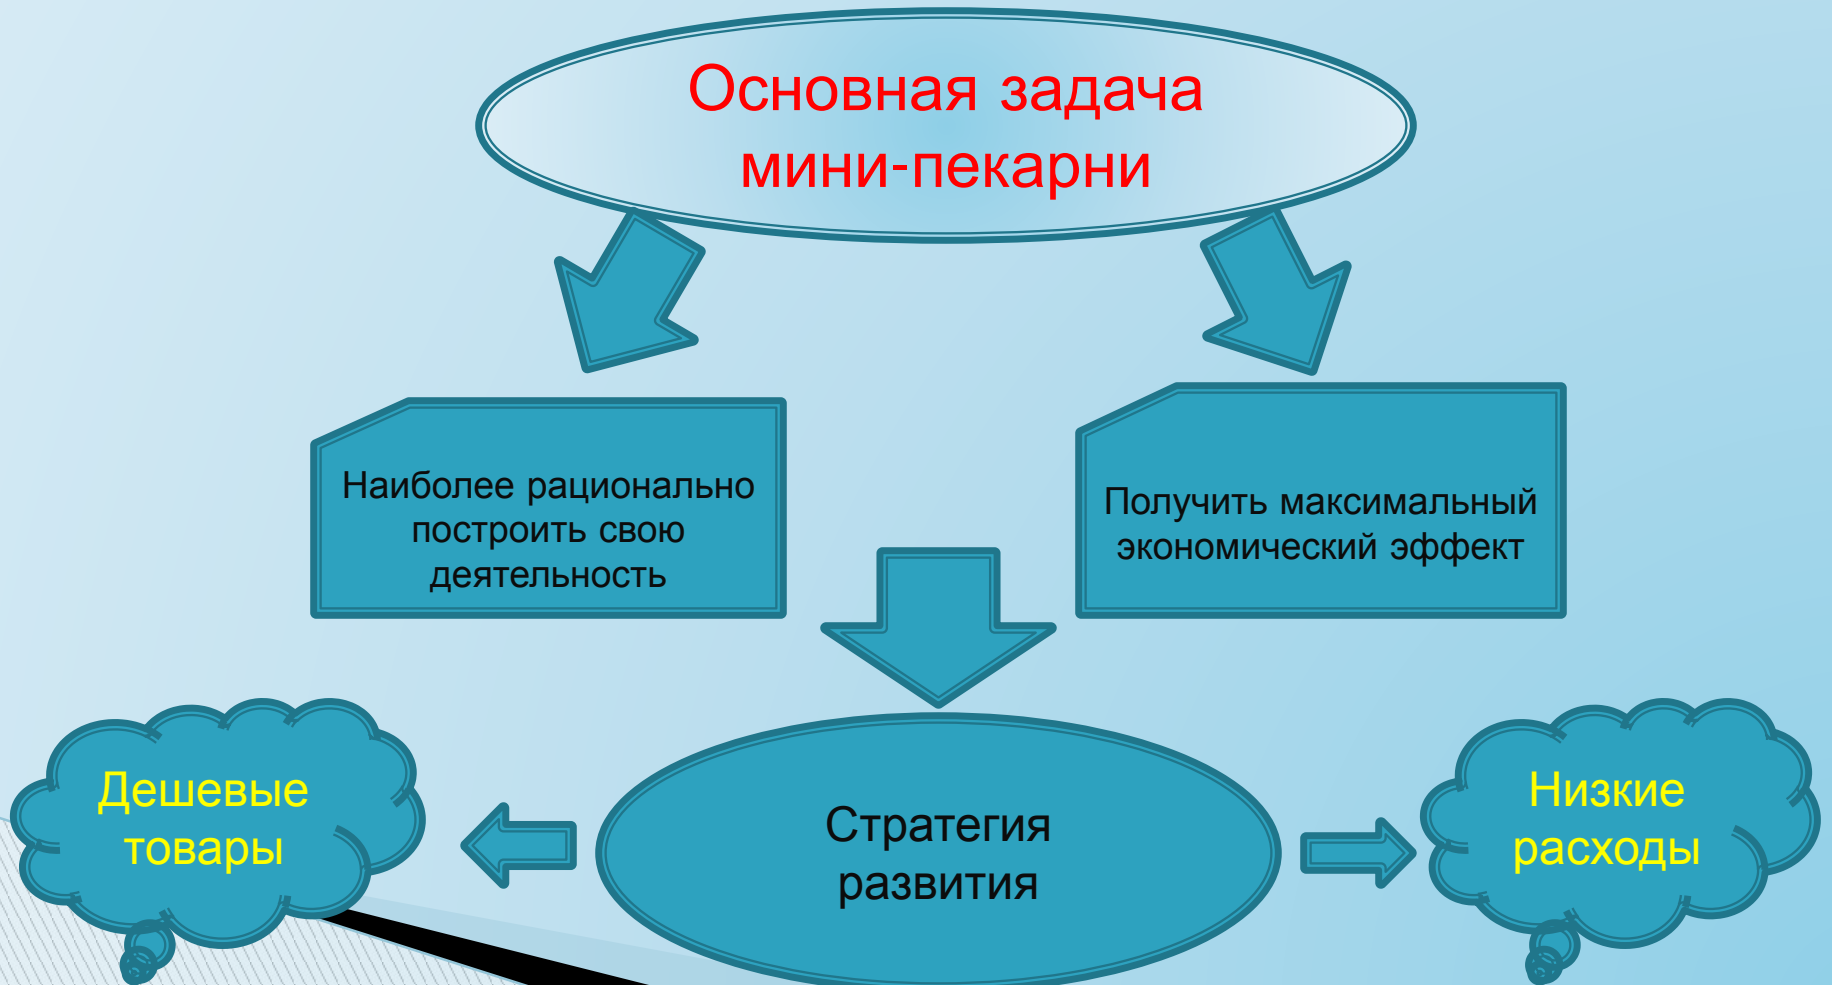 Основная задача
мини-пекарни
Наиболее рационально
построить свою
деятельность
Получить максимальный
экономический эффект
Дешевые
товары
Стратегия
развития
Низкие
расходы